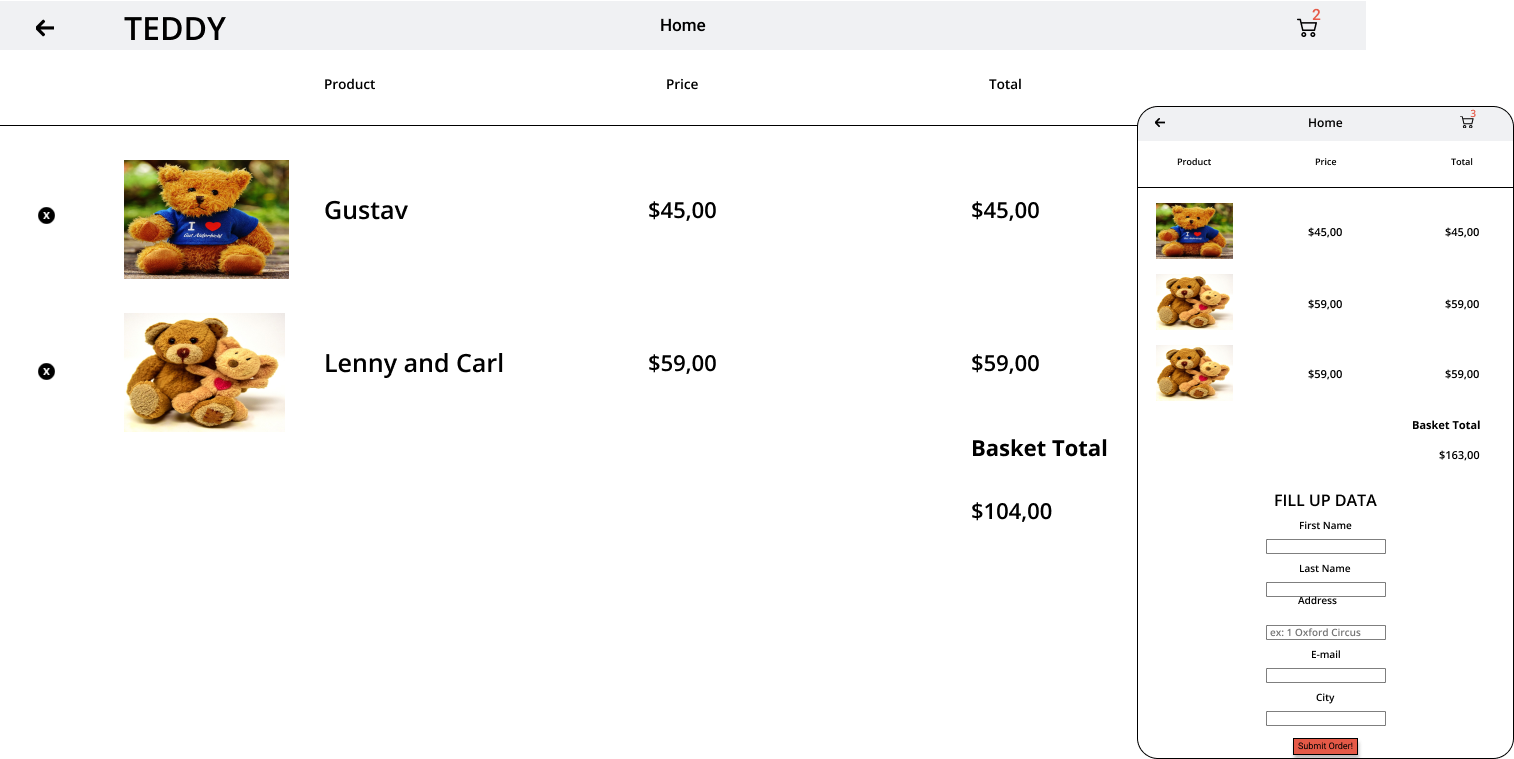 TEDDY
Home
2
Product Price Total
X
I
Gustav $45,00 $45,00
X
Lenny and Carl $59,00 $59,00
Basket Total
$104,00
Home
3
Product Price Total
I
$45,00 $45,00
$59,00 $59,00
$59,00 $59,00
Basket Total
$163,00
FILL UP DATA
First Name
Last Name
Address
ex: 1 Oxford Circus
E-mail
City
Submit Order!